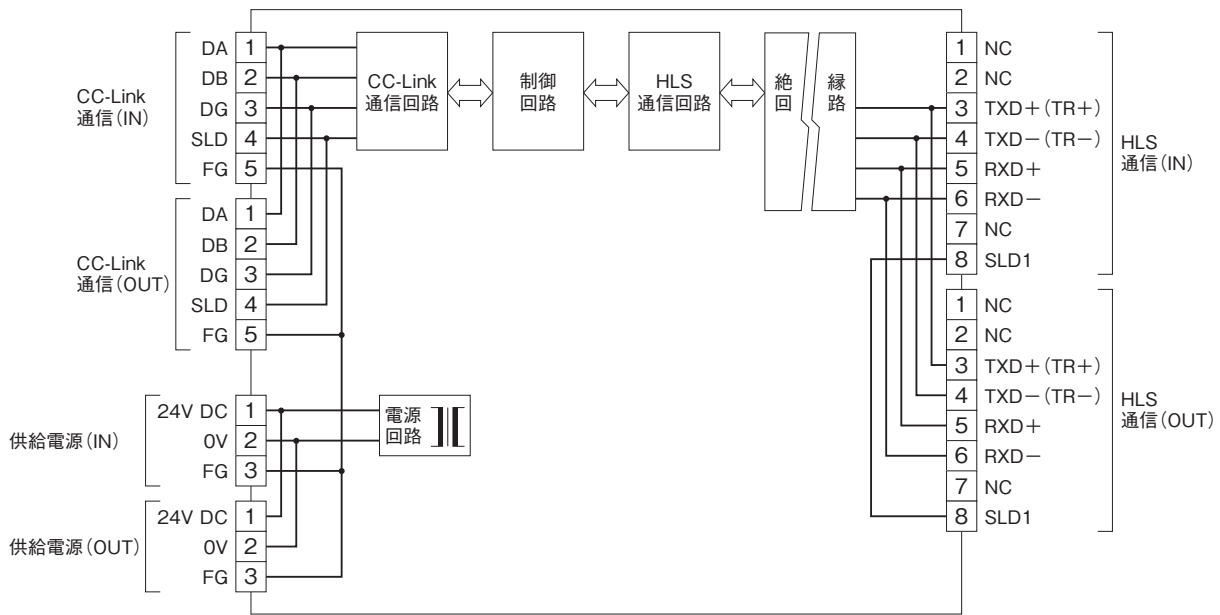 CC-Link
通信(IN)
DA 1
DB 2
DG 3
SLD 4
FG 5
CC-Link
通信(OUT)
DA 1
DB 2
DG 3
SLD 4
FG 5
供給電源(IN)
24V DC 1
0V 2
FG 3
供給電源(OUT)
24V DC 1
0V 2
FG 3
CC-Link
通信回路
制御
回路
HLS
通信回路
絶縁
回路
電源
回路
1 NC
2 NC
3 TXD+(TR+)
4 TXD-(TR-)
5 RXD+
6 RXD-
7 NC
8 SLD1
HLS
通信(IN)
1 NC
2 NC
3 TXD+(TR+)
4 TXD-(TR-)
5 RXD+
6 RXD-
7 NC
8 SLD1
HLS
通信(OUT)